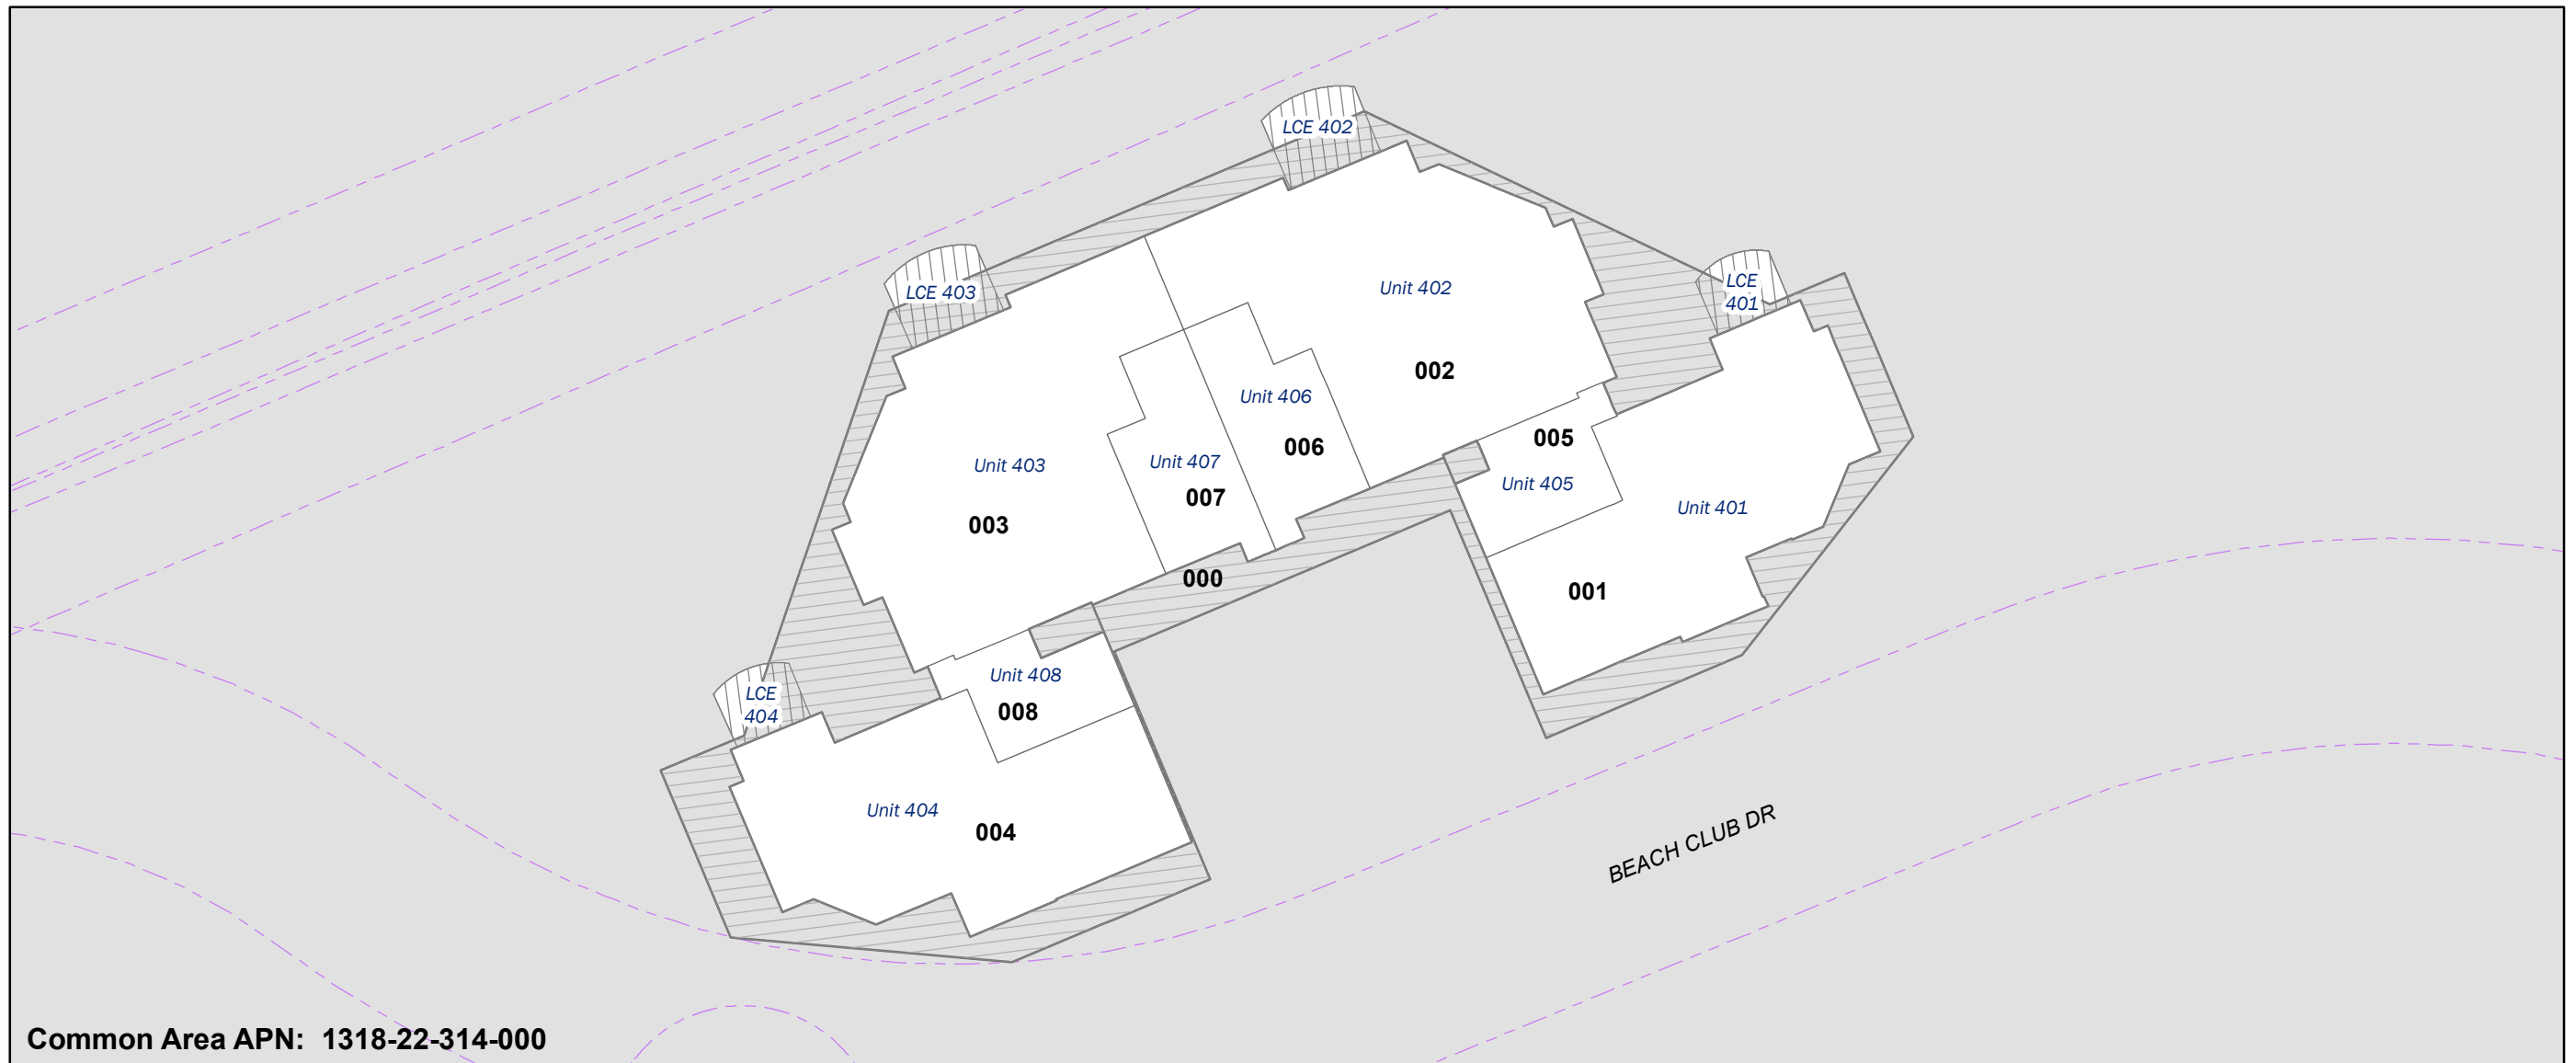 LCE 402
LCE
401
LCE 403
Unit 402
002
Unit 406
006
005
Unit 405
Unit 401
001
Unit 403
003
Unit 407
007
000
Unit 408
008
LCE
404
Unit 404
004
BEACH CLUB DR
Common Area APN: 1318-22-314-000